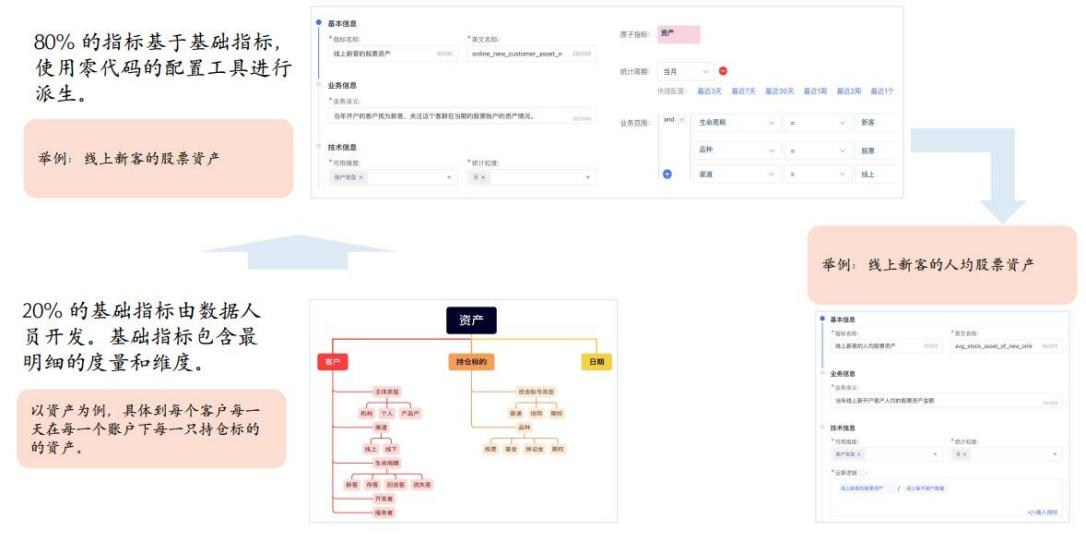 80% 的指标基于基础指标，
使用零代码的配置工具进行
派生。
举例：线上新客的股票资产
基本信息
*指标名称:
*英文名称:
线上新客的股票资产
online_new_customer_asset_n
业务信息
*业务含义:
当年开户的客户视为新客，关注这个客群在当期的股票账户的资产情况。
技术信息
*可用维度:
*统计粒度:
账户类型 ×
月 ×
原子指标: 资产
统计周期: 当月
快捷配置: 最近3天 最近7天 最近30天 最近1周 最近2周 最近1个
业务范围: and 生命周期 = 新客
品种 = 股票
渠道 = 线上
20% 的基础指标由数据人
员开发。基础指标包含最
明细的度量和维度。
以资产为例，具体到每个客户每一
天在每一个账户下每一只持仓标的
的资产。
资产
客户 持仓标的 日期
主体类型
机构 个人 产品户
渠道
线上 线下
生命周期
新客 存客 回流客 流失客
开发者
服务者
资金账号类型
普通 信用 期权
品种
股票 基金 保证金 期权
举例：线上新客的人均股票资产
基本信息
*指标名称:
*英文名称:
线上新客的人均股票资产
avg_stock_asset_of_new_onli
业务信息
*业务含义:
当年线上新开户客户人均的股票资产金额
技术信息
*可用维度:
*统计粒度:
账户类型 ×
月 ×
线上新客的股票资产 / 线上新开客户数量